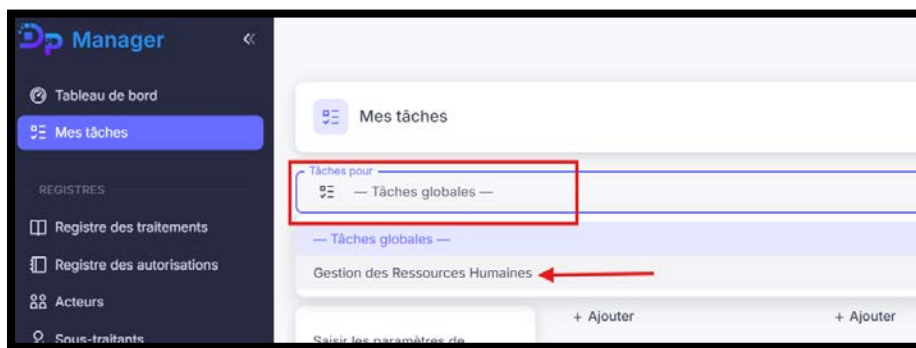 Dp Manager «
Tableau de bord
Mes tâches
REGISTRES
Registre des traitements
Registre des autorisations
Acteurs
Sous-traitants
Mes tâches
Tâches pour
— Tâches globales —
— Tâches globales —
Gestion des Ressources Humaines
+ Ajouter
+ Ajouter
Saisir les paramètres de